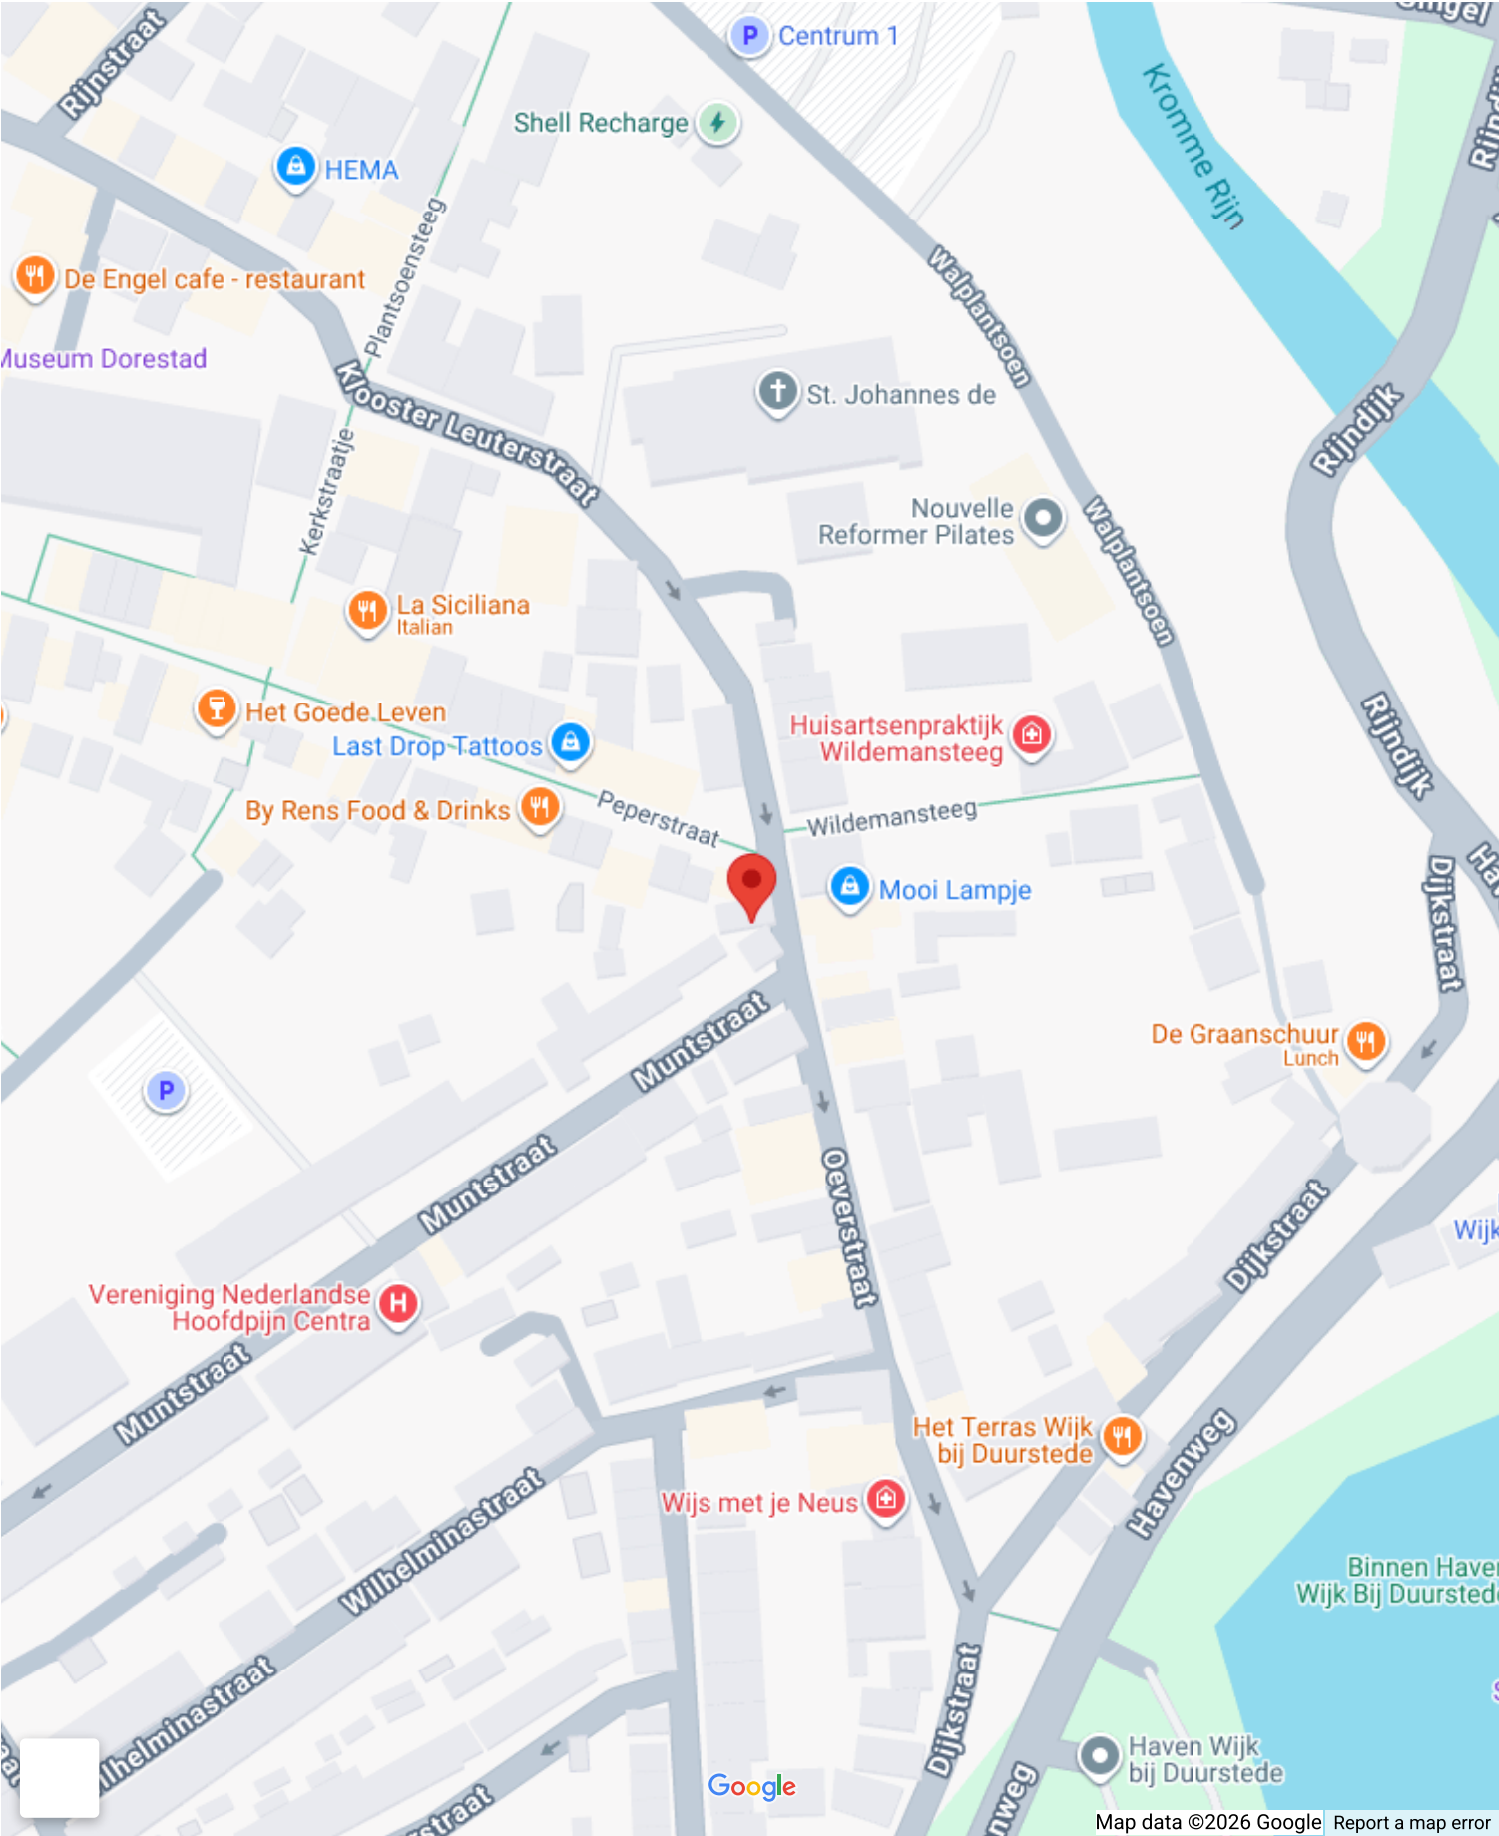 Singel
Rijnstraat
Centrum 1
Kromme Rijn
Shell Recharge
HEMA
Plantsoensteeg
De Engel cafe - restaurant
Walplantsoen
Museum Dorestad
Klooster Leuterstraat
St. Johannes de
Rijndijk
Kerkstraatje
Nouvelle
Reformer Pilates
Walplantsoen
La Siciliana
Italian
Het Goede Leven
Last Drop Tattoos
Huisartsenpraktijk
Wildemansteeg
Rijndijk
By Rens Food & Drinks
Peperstraat
Wildemansteeg
Mooi Lampje
Dijkstraat
Muntstraat
De Graanschuur
Lunch
P
Muntstraat
Oeverstraat
Dijkstraat
Wijk
Vereniging Nederlandse
Hoofdpijn Centra
H
Muntstraat
Het Terras Wijk
bij Duurstede
Havenweg
Wijs met je Neus
Wilhelminastraat
Binnen Haven
Wijk Bij Duurstede
Dijkstraat
Haven Wijk
bij Duurstede
Google
Map data ©2026 Google
Report a map error